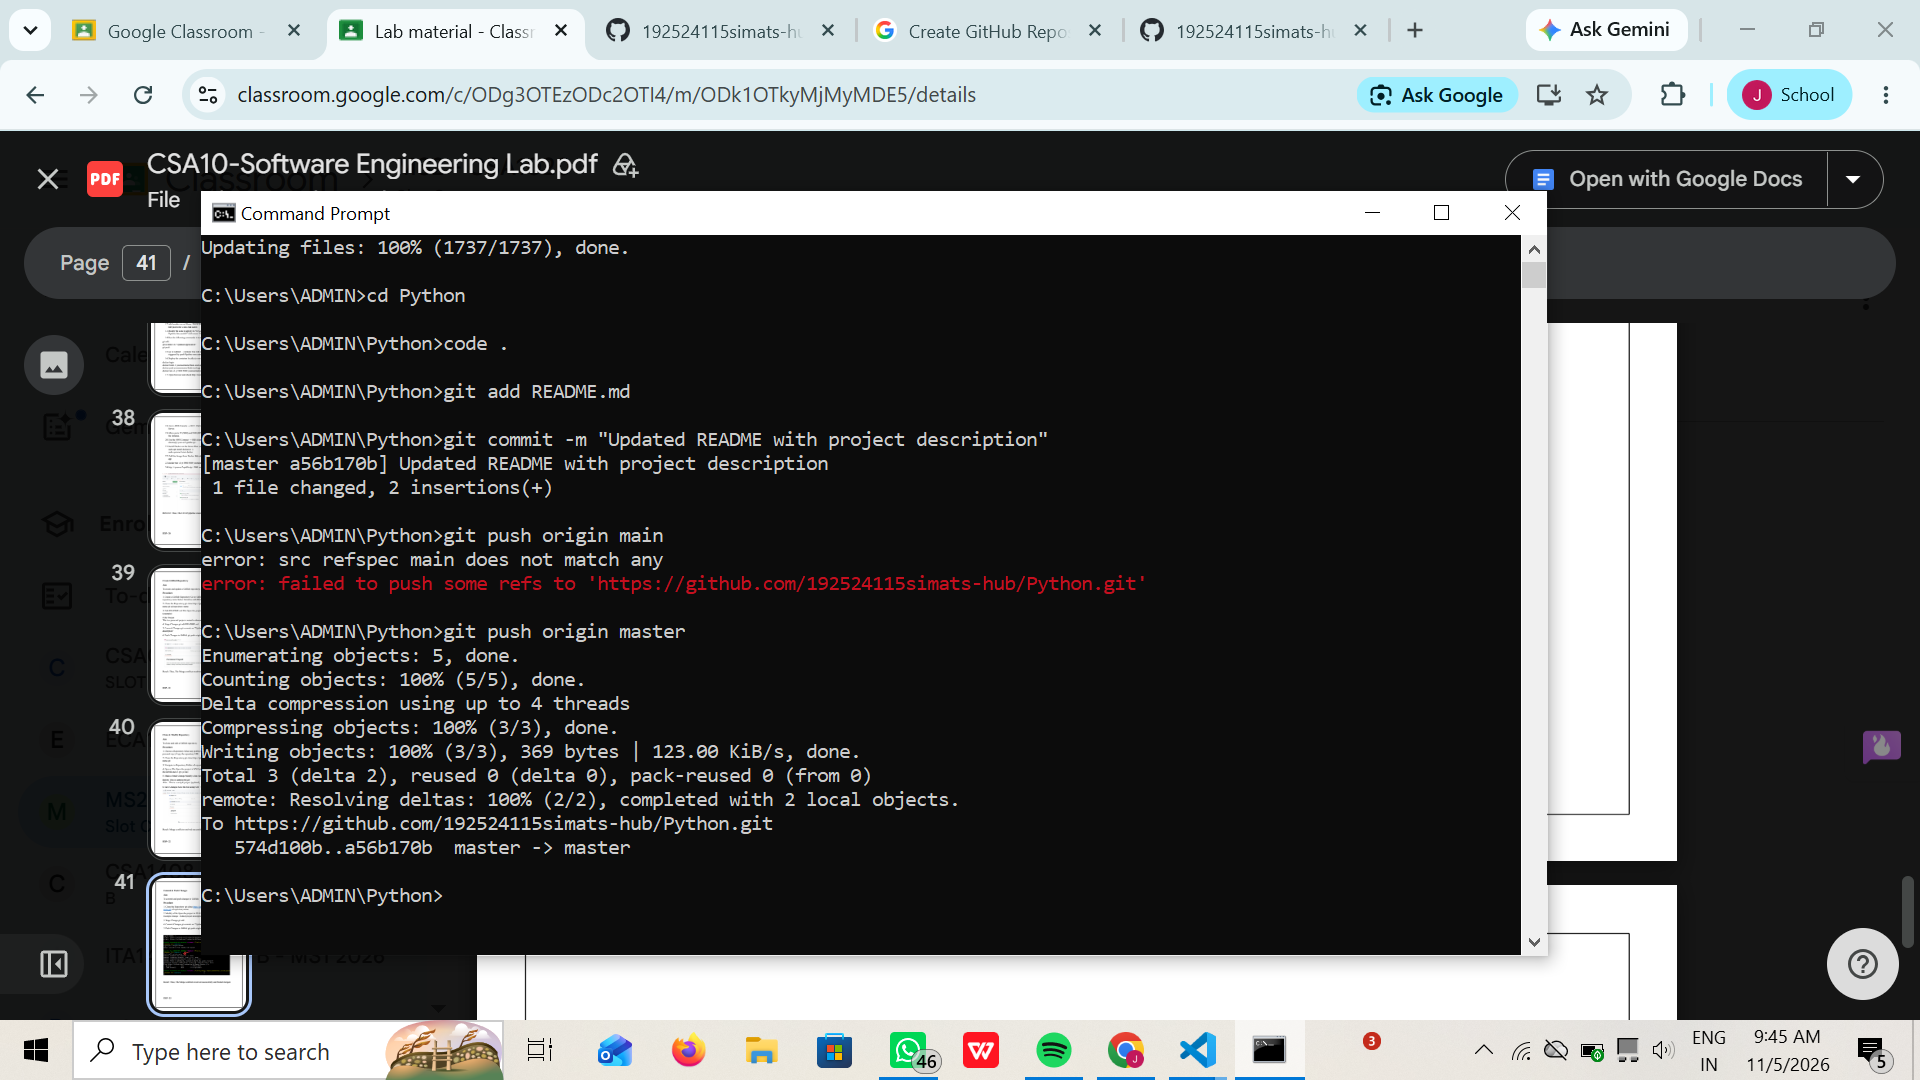 Google Classroom -
Lab material - Classr
192524115simats-hu
Create GitHub Repo
192524115simats-hu
Ask Gemini
classroom.google.com/c/ODg3OTEzODc2OTI4/m/ODk1OTkyMjMyMDE5/details
Ask Google
J School
PDF
CSA10-Software Engineering Lab.pdf
File
Open with Google Docs
Page 41 /
Command Prompt
Updating files: 100% (1737/1737), done.
C:\Users\ADMIN>cd Python
C:\Users\ADMIN\Python>code .
C:\Users\ADMIN\Python>git add README.md
C:\Users\ADMIN\Python>git commit -m "Updated README with project description"
[master a56b170b] Updated README with project description
1 file changed, 2 insertions(+)
C:\Users\ADMIN\Python>git push origin main
error: src refspec main does not match any
error: failed to push some refs to 'https://github.com/192524115simats-hub/Python.git'
C:\Users\ADMIN\Python>git push origin master
Enumerating objects: 5, done.
Counting objects: 100% (5/5), done.
Delta compression using up to 4 threads
Compressing objects: 100% (3/3), done.
Writing objects: 100% (3/3), 369 bytes | 123.00 KiB/s, done.
Total 3 (delta 2), reused 0 (delta 0), pack-reused 0 (from 0)
remote: Resolving deltas: 100% (2/2), completed with 2 local objects.
To https://github.com/192524115simats-hub/Python.git
574d100b..a56b170b  master -> master
C:\Users\ADMIN\Python>
38
39
40
41
Type here to search
46
3
ENG
IN
9:45 AM
11/5/2026
5